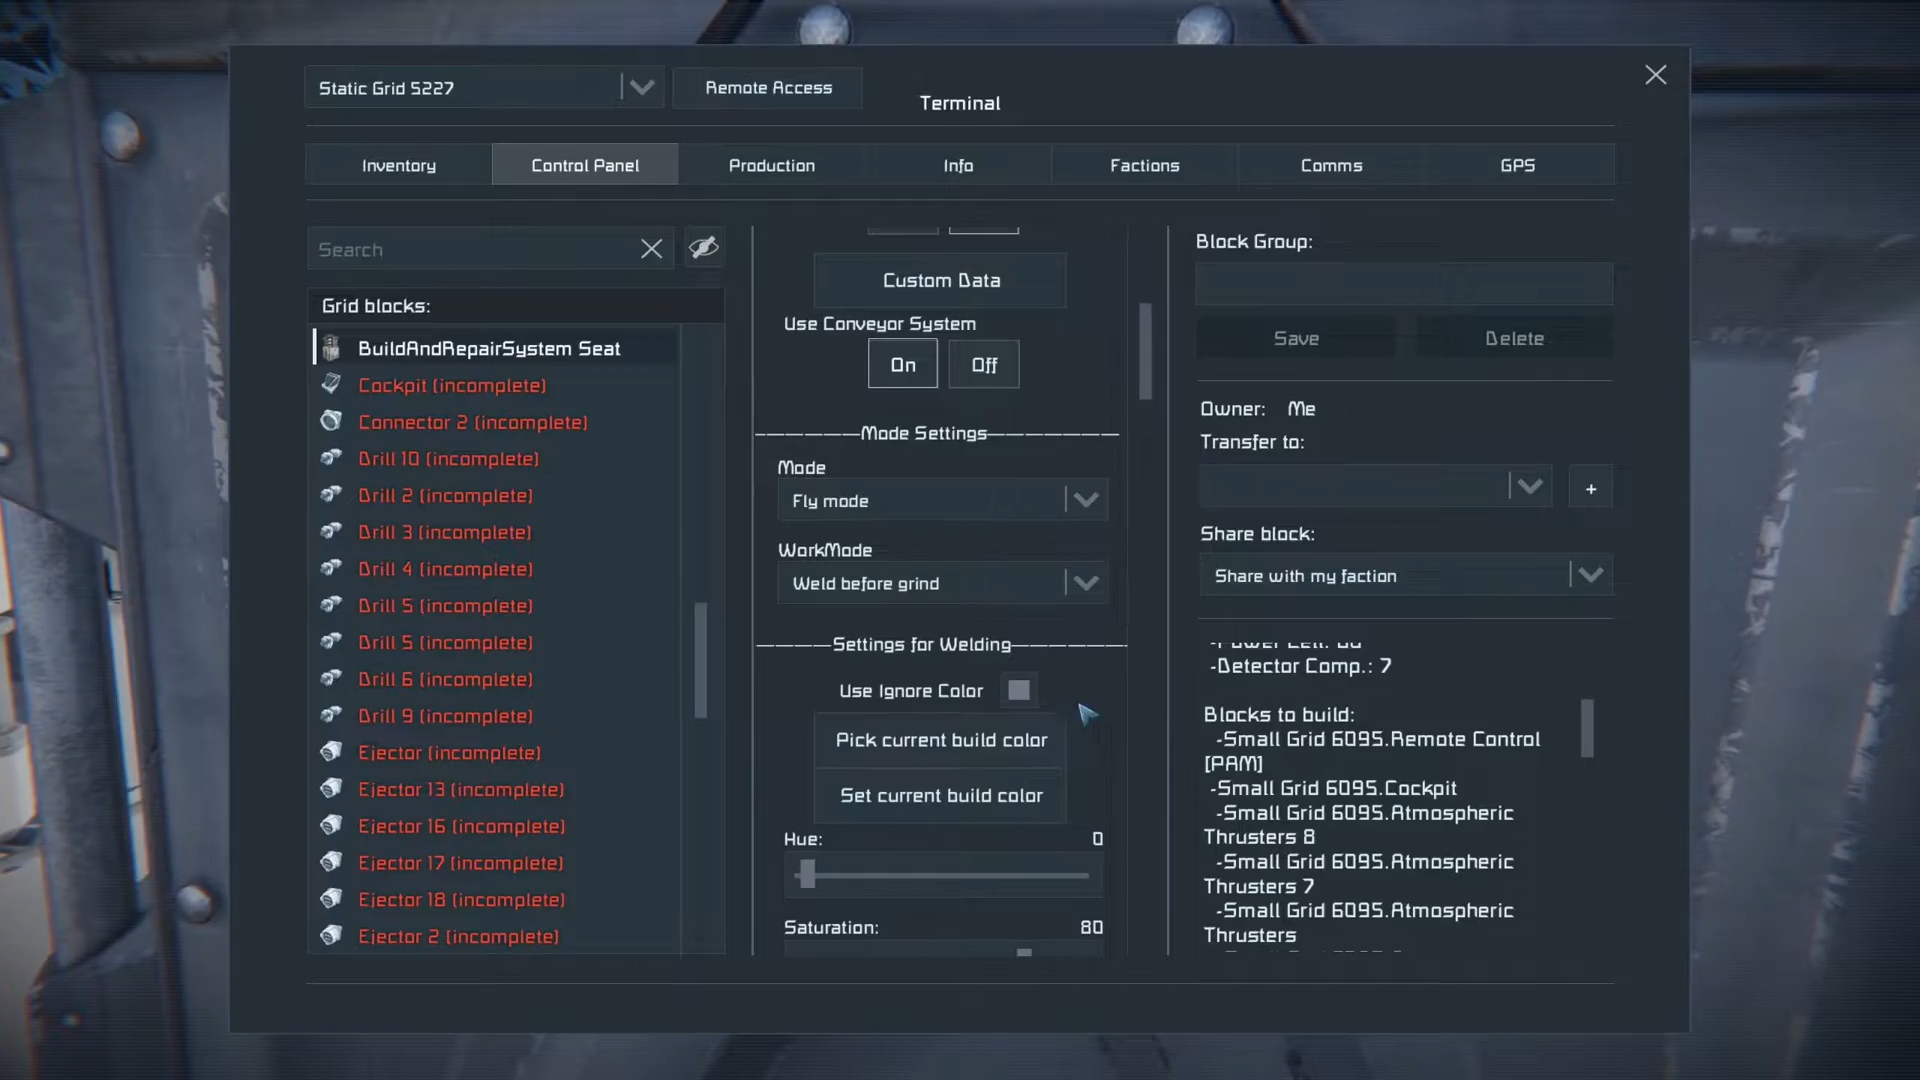 Static Grid 5227
Remote Access
Terminal
Inventory
Control Panel
Production
Info
Factions
Comms
GPS
Search
Grid blocks:
BuildAndRepairSystem Seat
Cockpit (incomplete)
Connector 2 (incomplete)
Drill 10 (incomplete)
Drill 2 (incomplete)
Drill 3 (incomplete)
Drill 4 (incomplete)
Drill 5 (incomplete)
Drill 5 (incomplete)
Drill 6 (incomplete)
Drill 9 (incomplete)
Ejector (incomplete)
Ejector 13 (incomplete)
Ejector 16 (incomplete)
Ejector 17 (incomplete)
Ejector 18 (incomplete)
Ejector 2 (incomplete)
Custom Data
Use Conveyor System
On
Off
Mode Settings
Mode
Fly mode
WorkMode
Weld before grind
Settings for Welding
Use Ignore Color
Pick current build color
Set current build color
Hue: 0
Saturation: 80
Block Group:
Save
Delete
Owner: Me
Transfer to:
+
Share block:
Share with my faction
-Detector Comp.: 7
Blocks to build:
-Small Grid 6095.Remote Control
[PAM]
-Small Grid 6095.Cockpit
-Small Grid 6095.Atmospheric
Thrusters 8
-Small Grid 6095.Atmospheric
Thrusters 7
-Small Grid 6095.Atmospheric
Thrusters